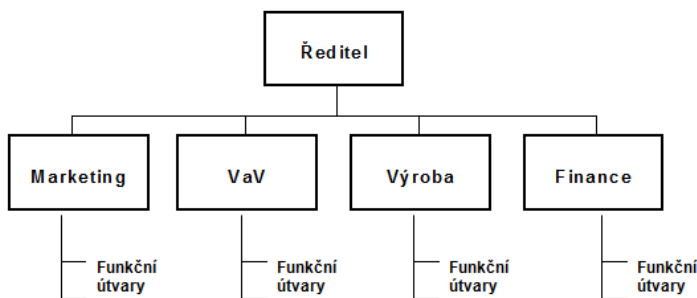 Ředitel
Marketing
VaV
Výroba
Finance
Funkční
útvary
Funkční
útvary
Funkční
útvary
Funkční
útvary